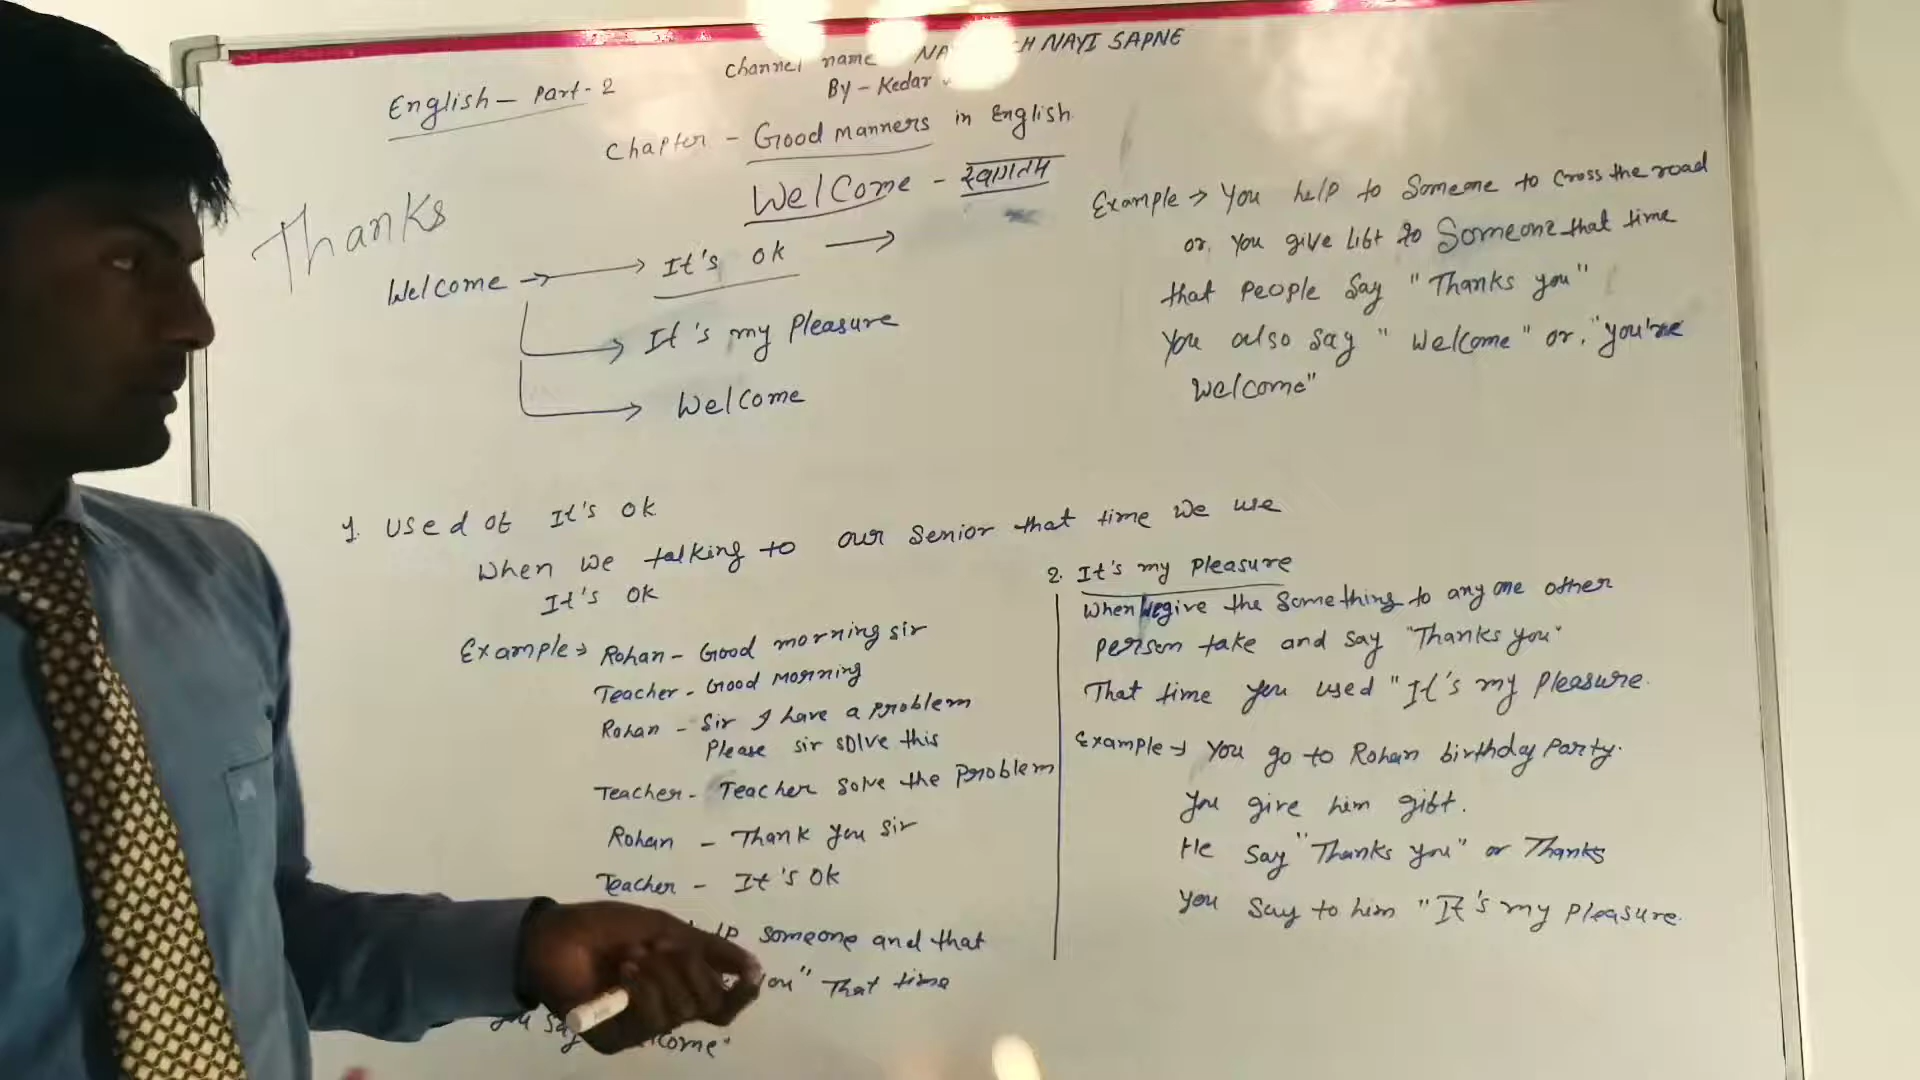 English - Part-2
Channel name NAYI SAPNE
By - Kedar
Chapter - Good manners in English
Welcome - स्वागतम
Thanks
Welcome → It's ok →
→ It's my Pleasure
→ Welcome
Example → You help to Someone to cross the road
or, You give Lift to Someone that time
that People Say "Thanks you"
You also Say "Welcome" or, "you're
Welcome"
1. Used of It's ok
When we talking to our Senior that time we use
It's ok
Example → Rohan - Good morning sir
Teacher - Good Morning
Rohan - Sir I have a Problem
Please sir solve this
Teacher - Teacher Solve the Problem
Rohan - Thank you Sir
Teacher - It's ok
someone and that
you" That time
you say
2. It's my Pleasure
When we give the Something to any one other
Person take and say "Thanks you"
That time you used "It's my Pleasure.
Example → You go to Rohan birthday Party.
You give him gift.
He Say "Thanks you" or Thanks
You Say to him "It's my Pleasure.